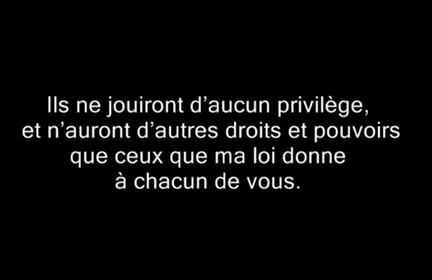 Ils ne jouiront d’aucun privilège,
et n’auront d’autres droits et pouvoirs
que ceux que ma loi donne
à chacun de vous.